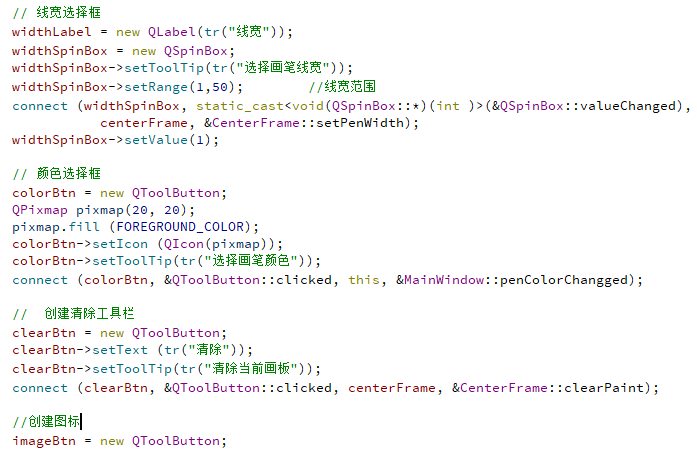 // 线宽选择框
widthLabel = new QLabel(tr("线宽"));
widthSpinBox = new QSpinBox;
widthSpinBox->setToolTip(tr("选择画笔线宽"));
widthSpinBox->setRange(1,50);        //线宽范围
connect (widthSpinBox, static_cast<void(QSpinBox::*)(int )>(&QSpinBox::valueChanged),
centerFrame, &CenterFrame::setPenWidth);
widthSpinBox->setValue(1);
// 颜色选择框
colorBtn = new QToolButton;
QPixmap pixmap(20, 20);
pixmap.fill (FOREGROUND_COLOR);
colorBtn->setIcon (QIcon(pixmap));
colorBtn->setToolTip(tr("选择画笔颜色"));
connect (colorBtn, &QToolButton::clicked, this, &MainWindow::penColorChangged);
//  创建清除工具栏
clearBtn = new QToolButton;
clearBtn->setText (tr("清除"));
clearBtn->setToolTip(tr("清除当前画板"));
connect (clearBtn, &QToolButton::clicked, centerFrame, &CenterFrame::clearPaint);
//创建图标
imageBtn = new QToolButton;